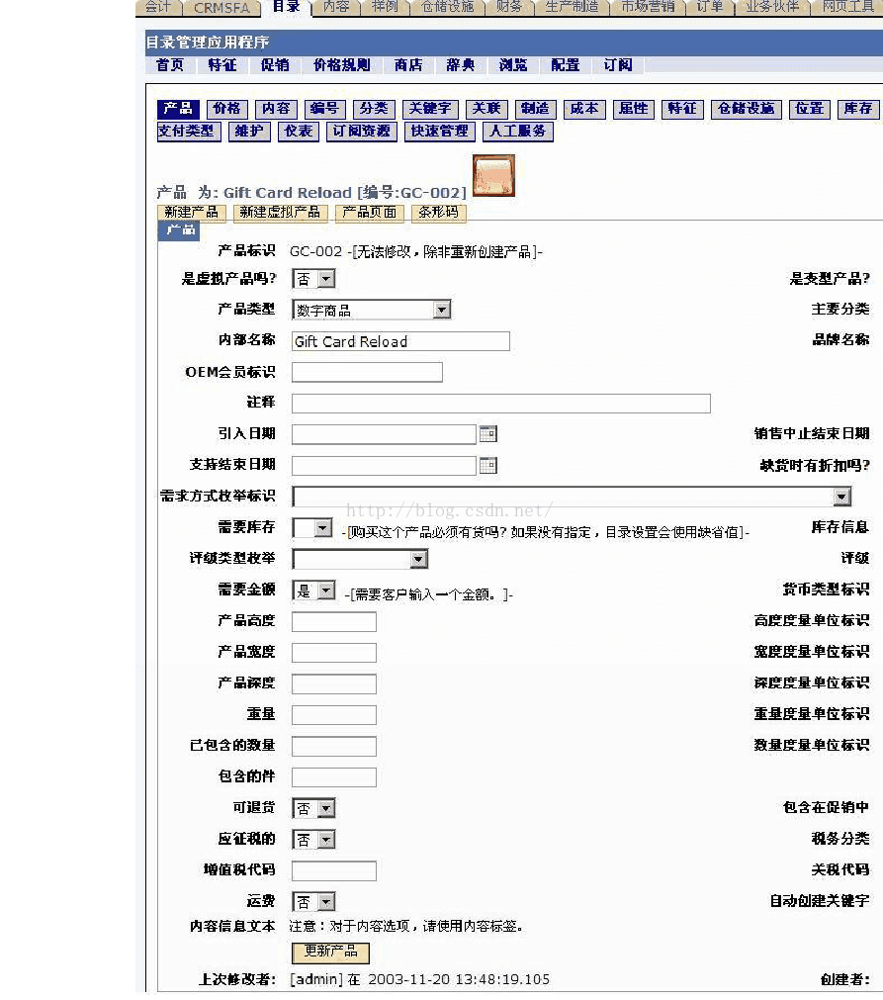 会计 CRMSFA 目录 内容 样例 仓储设施 财务 生产制造 市场营销 订单 业务伙伴 网页工具
目录管理应用程序
首页 特征 促销 价格规则 商店 辞典 浏览 配置 订阅
产品 价格 内容 编号 分类 关键字 关联 制造 成本 属性 特征 仓储设施 位置 库存
支付类型 维护 仪表 订阅资源 快速管理 人工服务
产品 为: Gift Card Reload [编号:GC-002]
新建产品 新建虚拟产品 产品页面 条形码
产品
产品标识 GC-002 -[无法修改，除非重新创建产品]-
是虚拟产品吗? 否 是变型产品?
产品类型 数字商品 主要分类
内部名称 Gift Card Reload 品牌名称
OEM会员标识
注释
引入日期 销售中止结束日期
支持结束日期 缺货时有折扣吗?
需求方式枚举标识
http://blog.csdn.net/
需要库存 -[购买这个产品必须有货吗? 如果没有指定，目录设置会使用缺省值]- 库存信息
评级类型枚举 评级
需要金额 是 -[需要客户输入一个金额。]- 货币类型标识
产品高度 高度度量单位标识
产品宽度 宽度度量单位标识
产品深度 深度度量单位标识
重量 重量度量单位标识
已包含的数量 数量度量单位标识
包含的件
可退货 否 包含在促销中
应征税的 否 税务分类
增值税代码 关税代码
运费 否 自动创建关键字
内容信息文本 注意：对于内容选项，请使用内容标签。
更新产品
上次修改者: [admin] 在 2003-11-20 13:48:19.105 创建者: